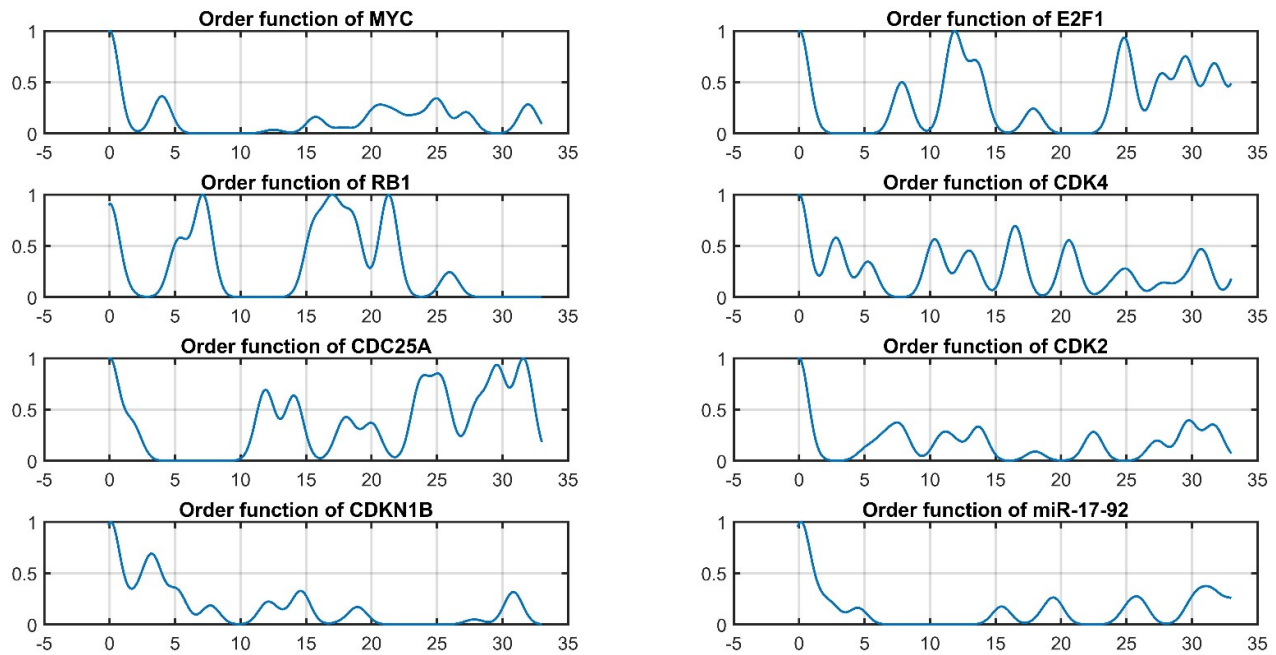 Order function of MYC
1
0.5
0
-5 0 5 10 15 20 25 30 35
Order function of E2F1
1
0.5
0
-5 0 5 10 15 20 25 30 35
Order function of RB1
1
0.5
0
-5 0 5 10 15 20 25 30 35
Order function of CDK4
1
0.5
0
-5 0 5 10 15 20 25 30 35
Order function of CDC25A
1
0.5
0
-5 0 5 10 15 20 25 30 35
Order function of CDK2
1
0.5
0
-5 0 5 10 15 20 25 30 35
Order function of CDKN1B
1
0.5
0
-5 0 5 10 15 20 25 30 35
Order function of miR-17-92
1
0.5
0
-5 0 5 10 15 20 25 30 35